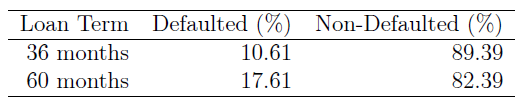 Loan Term Defaulted (%) Non-Defaulted (%)
36 months 10.61 89.39
60 months 17.61 82.39